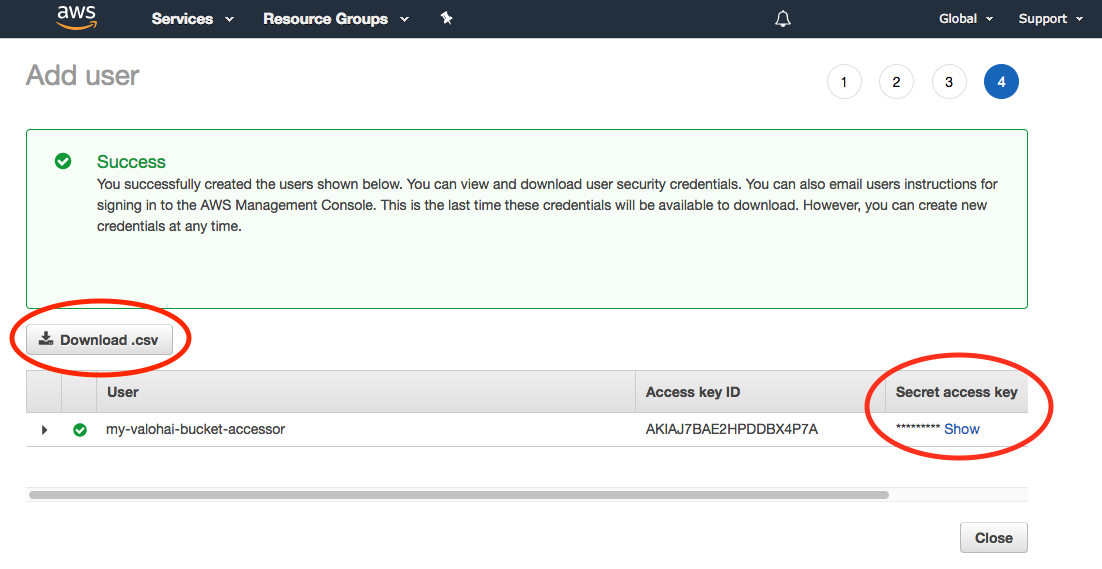 aws Services Resource Groups Global Support
Add user
1 2 3 4
Success
You successfully created the users shown below. You can view and download user security credentials. You can also email users instructions for
signing in to the AWS Management Console. This is the last time these credentials will be available to download. However, you can create new
credentials at any time.
Download .csv
User Access key ID Secret access key
my-valohai-bucket-accessor AKIAJ7BAE2HPDDBX4P7A ********* Show
Close